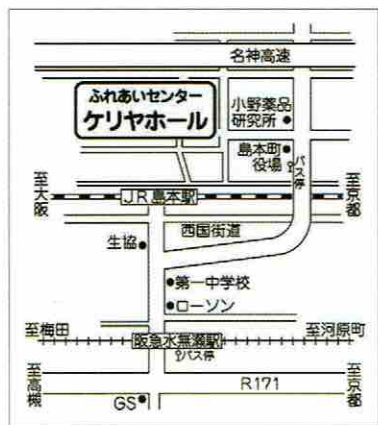 名神高速
ふれあいセンター
ケリヤホール
小野薬品
研究所
島本町
役場
バス停
至大阪
JR島本駅
至京都
西国街道
生協
第一中学校
ローソン
至梅田
至河原町
阪急水無瀬駅
バス停
至高槻
R171
至京都
GS